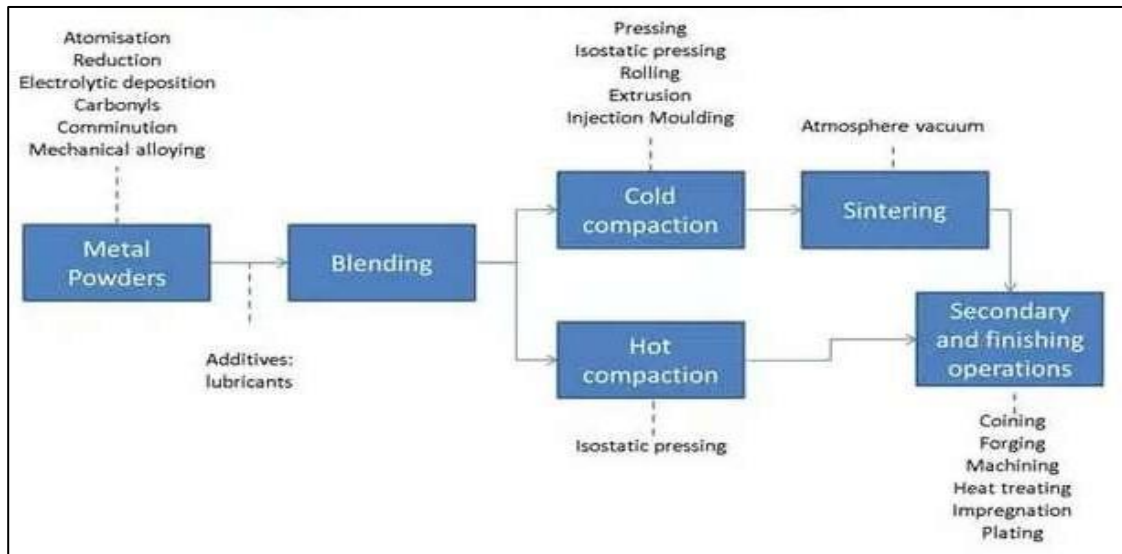 Atomisation
Reduction
Electrolytic deposition
Carbonyls
Comminution
Mechanical alloying
Metal
Powders
Additives:
lubricants
Blending
Pressing
Isostatic pressing
Rolling
Extrusion
Injection Moulding
Cold
compaction
Atmosphere vacuum
Sintering
Hot
compaction
Isostatic pressing
Secondary
and finishing
operations
Coining
Forging
Machining
Heat treating
Impregnation
Plating